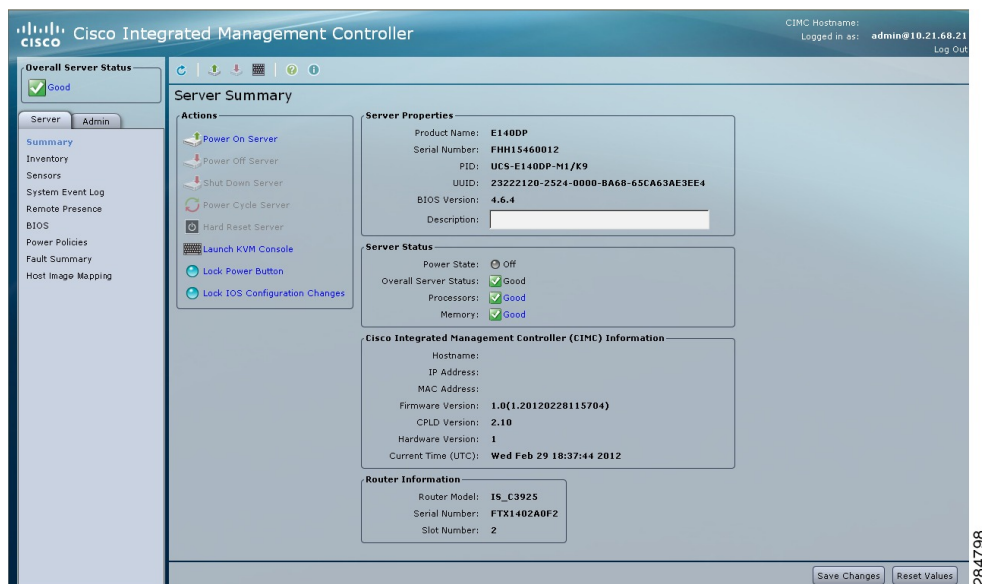 CISCO Cisco Integrated Management Controller
CIMC Hostname:
Logged in as: admin@10.21.68.21
Log Out
Overall Server Status
Good
Server Admin
Summary
Inventory
Sensors
System Event Log
Remote Presence
BIOS
Power Policies
Fault Summary
Host Image Mapping
Server Summary
Actions
Power On Server
Power Off Server
Shut Down Server
Power Cycle Server
Hard Reset Server
Launch KVM Console
Lock Power Button
Lock IOS Configuration Changes
Server Properties
Product Name: E140DP
Serial Number: FHH15460012
PID: UCS-E140DP-M1/K9
UUID: 23222120-2524-0000-BA68-65CA63AE3EE4
BIOS Version: 4.6.4
Description:
Server Status
Power State: Off
Overall Server Status: Good
Processors: Good
Memory: Good
Cisco Integrated Management Controller (CIMC) Information
Hostname:
IP Address:
MAC Address:
Firmware Version: 1.0(1.20120228115704)
CPLD Version: 2.10
Hardware Version: 1
Current Time (UTC): Wed Feb 29 18:37:44 2012
Router Information
Router Model: IS_C3925
Serial Number: FTX1402A0F2
Slot Number: 2
Save Changes Reset Values
284798